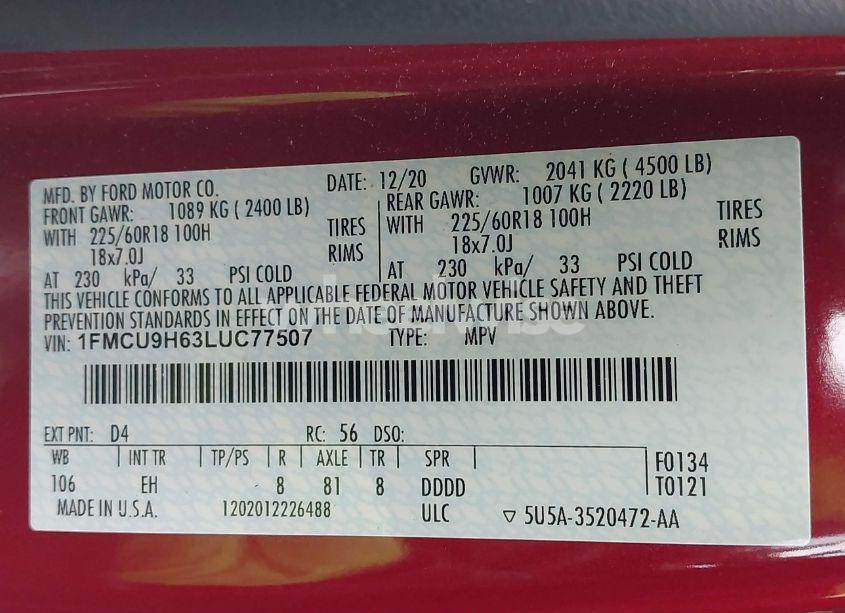 MFD. BY FORD MOTOR CO. DATE: 12/20 GVWR: 2041 KG ( 4500 LB)
FRONT GAWR: 1089 KG ( 2400 LB) REAR GAWR: 1007 KG ( 2220 LB)
WITH 225/60R18 100H TIRES WITH 225/60R18 100H TIRES
18x7.0J RIMS 18x7.0J RIMS
AT 230 kPa/ 33 PSI COLD AT 230 kPa/ 33 PSI COLD
THIS VEHICLE CONFORMS TO ALL APPLICABLE FEDERAL MOTOR VEHICLE SAFETY AND THEFT
PREVENTION STANDARDS IN EFFECT ON THE DATE OF MANUFACTURE SHOWN ABOVE.
VIN: 1FMCU9H63LUC77507 TYPE: MPV
EXT PNT: D4 RC: 56 DSO:
WB INT TR TP/PS R AXLE TR SPR F0134
106 EH 8 81 8 DDDD T0121
MADE IN U.S.A. 1202012226488 ULC ▽ 5U5A-3520472-AA